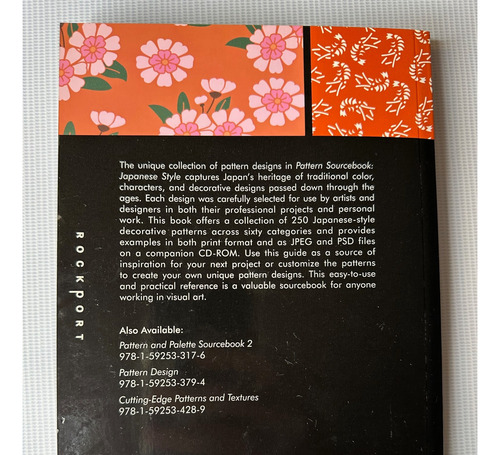 The unique collection of pattern designs in Pattern Sourcebook:
Japanese Style captures Japan's heritage of traditional color,
characters, and decorative designs passed down through the
ages. Each design was carefully selected for use by artists and
designers in both their professional projects and personal
work. This book offers a collection of 250 Japanese-style
decorative patterns across sixty categories and provides
examples in both print format and as JPEG and PSD files
on a companion CD-ROM. Use this guide as a source of
inspiration for your next project or customize the patterns
to create your own unique pattern designs. This easy-to-use
and practical reference is a valuable sourcebook for anyone
working in visual art.
ROCKPORT
Also Available:
Pattern and Palette Sourcebook 2
978-1-59253-317-6
Pattern Design
978-1-59253-379-4
Cutting-Edge Patterns and Textures
978-1-59253-428-9